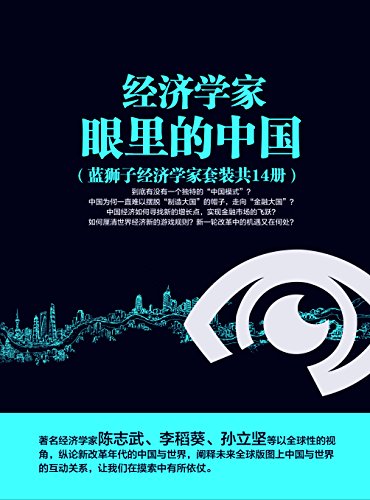 经济学家
眼里的中国
（蓝狮子经济学家套装共14册）
到底有没有一个独特的“中国模式”？
中国为何一直难以摆脱“制造大国”的帽子，走向“金融大国”？
中国经济如何寻找新的增长点，实现金融市场的飞跃？
如何厘清世界经济新的游戏规则？新一轮改革中的机遇又在何处？
著名经济学家陈志武、李稻葵、孙立坚等以全球性的视
角，纵论新改革年代的中国与世界，阐释未来全球版图上中国与世界
的互动关系，让我们在摸索中有所依仗。